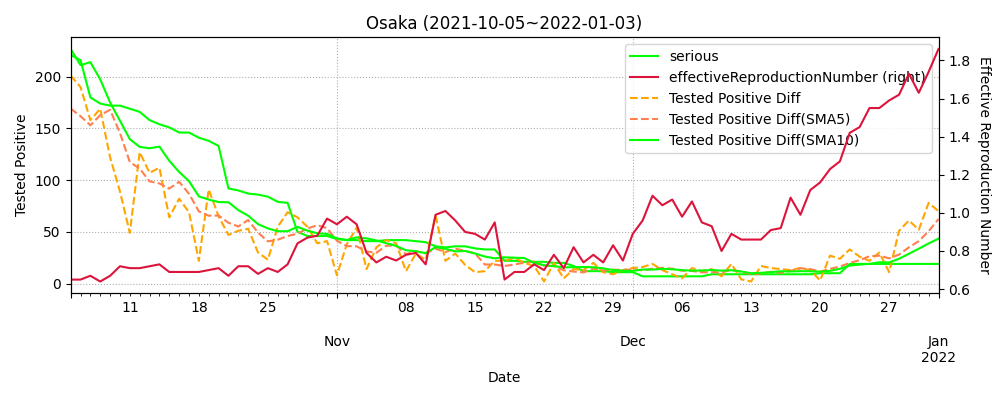 Osaka (2021-10-05~2022-01-03)
serious
effectiveReproductionNumber (right)
Tested Positive Diff
Tested Positive Diff(SMA5)
Tested Positive Diff(SMA10)
Tested Positive
200
150
100
50
0
Effective Reproduction Number
1.8
1.6
1.4
1.2
1.0
0.8
0.6
11 18 25 08 15 22 29 06 13 20 27
Nov Dec Jan
2022
Date